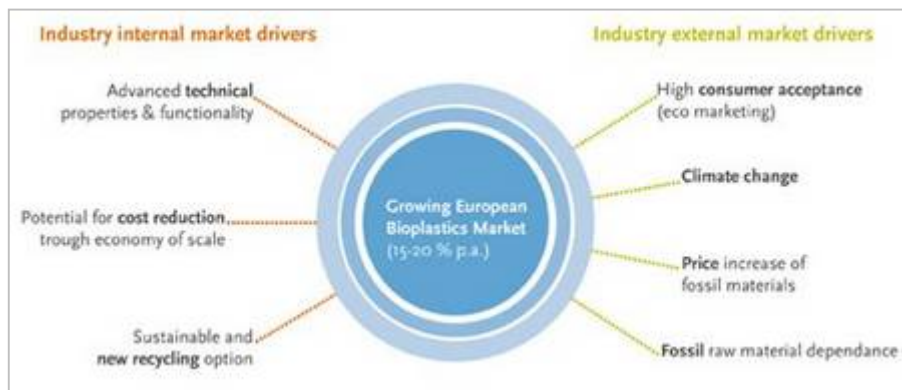 Industry internal market drivers
Advanced technical
properties & functionality
Potential for cost reduction
trough economy of scale
Sustainable and
new recycling option
Growing European
Bioplastics Market
(15-20 % p.a.)
Industry external market drivers
High consumer acceptance
(eco marketing)
Climate change
Price increase of
fossil materials
Fossil raw material dependance